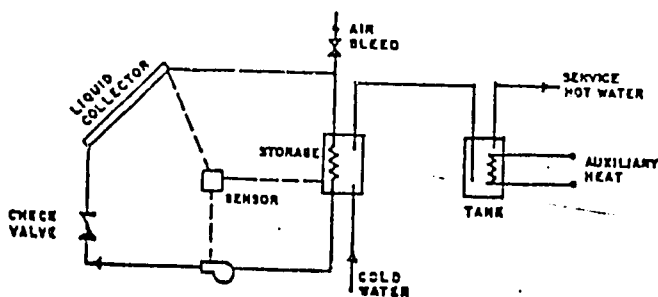 AIR
BLEED
LIQUID
COLLECTOR
SERVICE
HOT WATER
STORAGE
AUXILIARY
HEAT
SENSOR
TANK
CHECK
VALVE
COLD
WATER